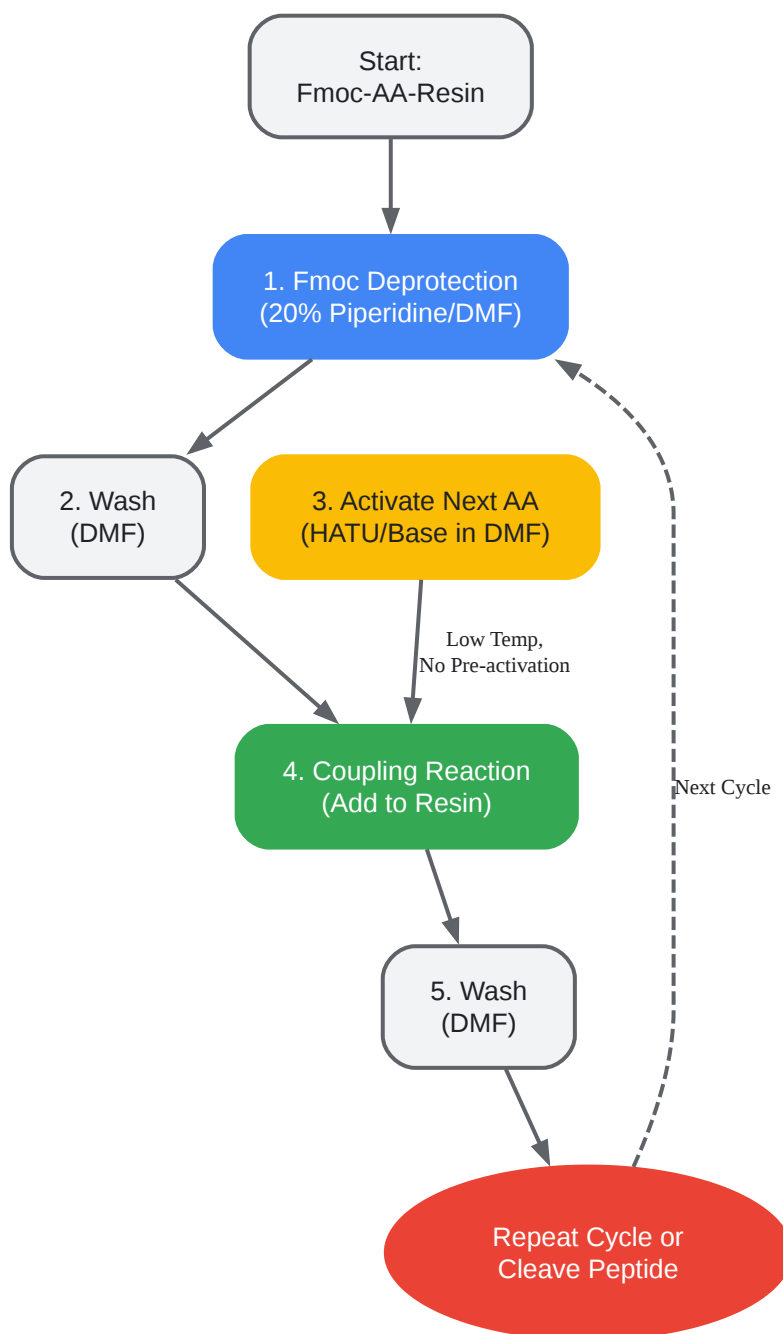 Start:
Fmoc-AA-Resin
1. Fmoc Deprotection
(20% Piperidine/DMF)
2. Wash
(DMF)
3. Activate Next AA
(HATU/Base in DMF)
Low Temp,
No Pre-activation
4. Coupling Reaction
(Add to Resin)
Next Cycle
5. Wash
(DMF)
Repeat Cycle or
Cleave Peptide